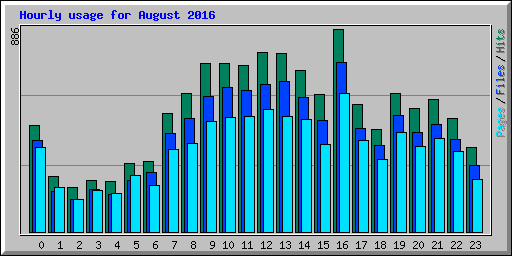 Hourly usage for August 2016
886
Pages/Files/Hits
0 1 2 3 4 5 6 7 8 9 10 11 12 13 14 15 16 17 18 19 20 21 22 23